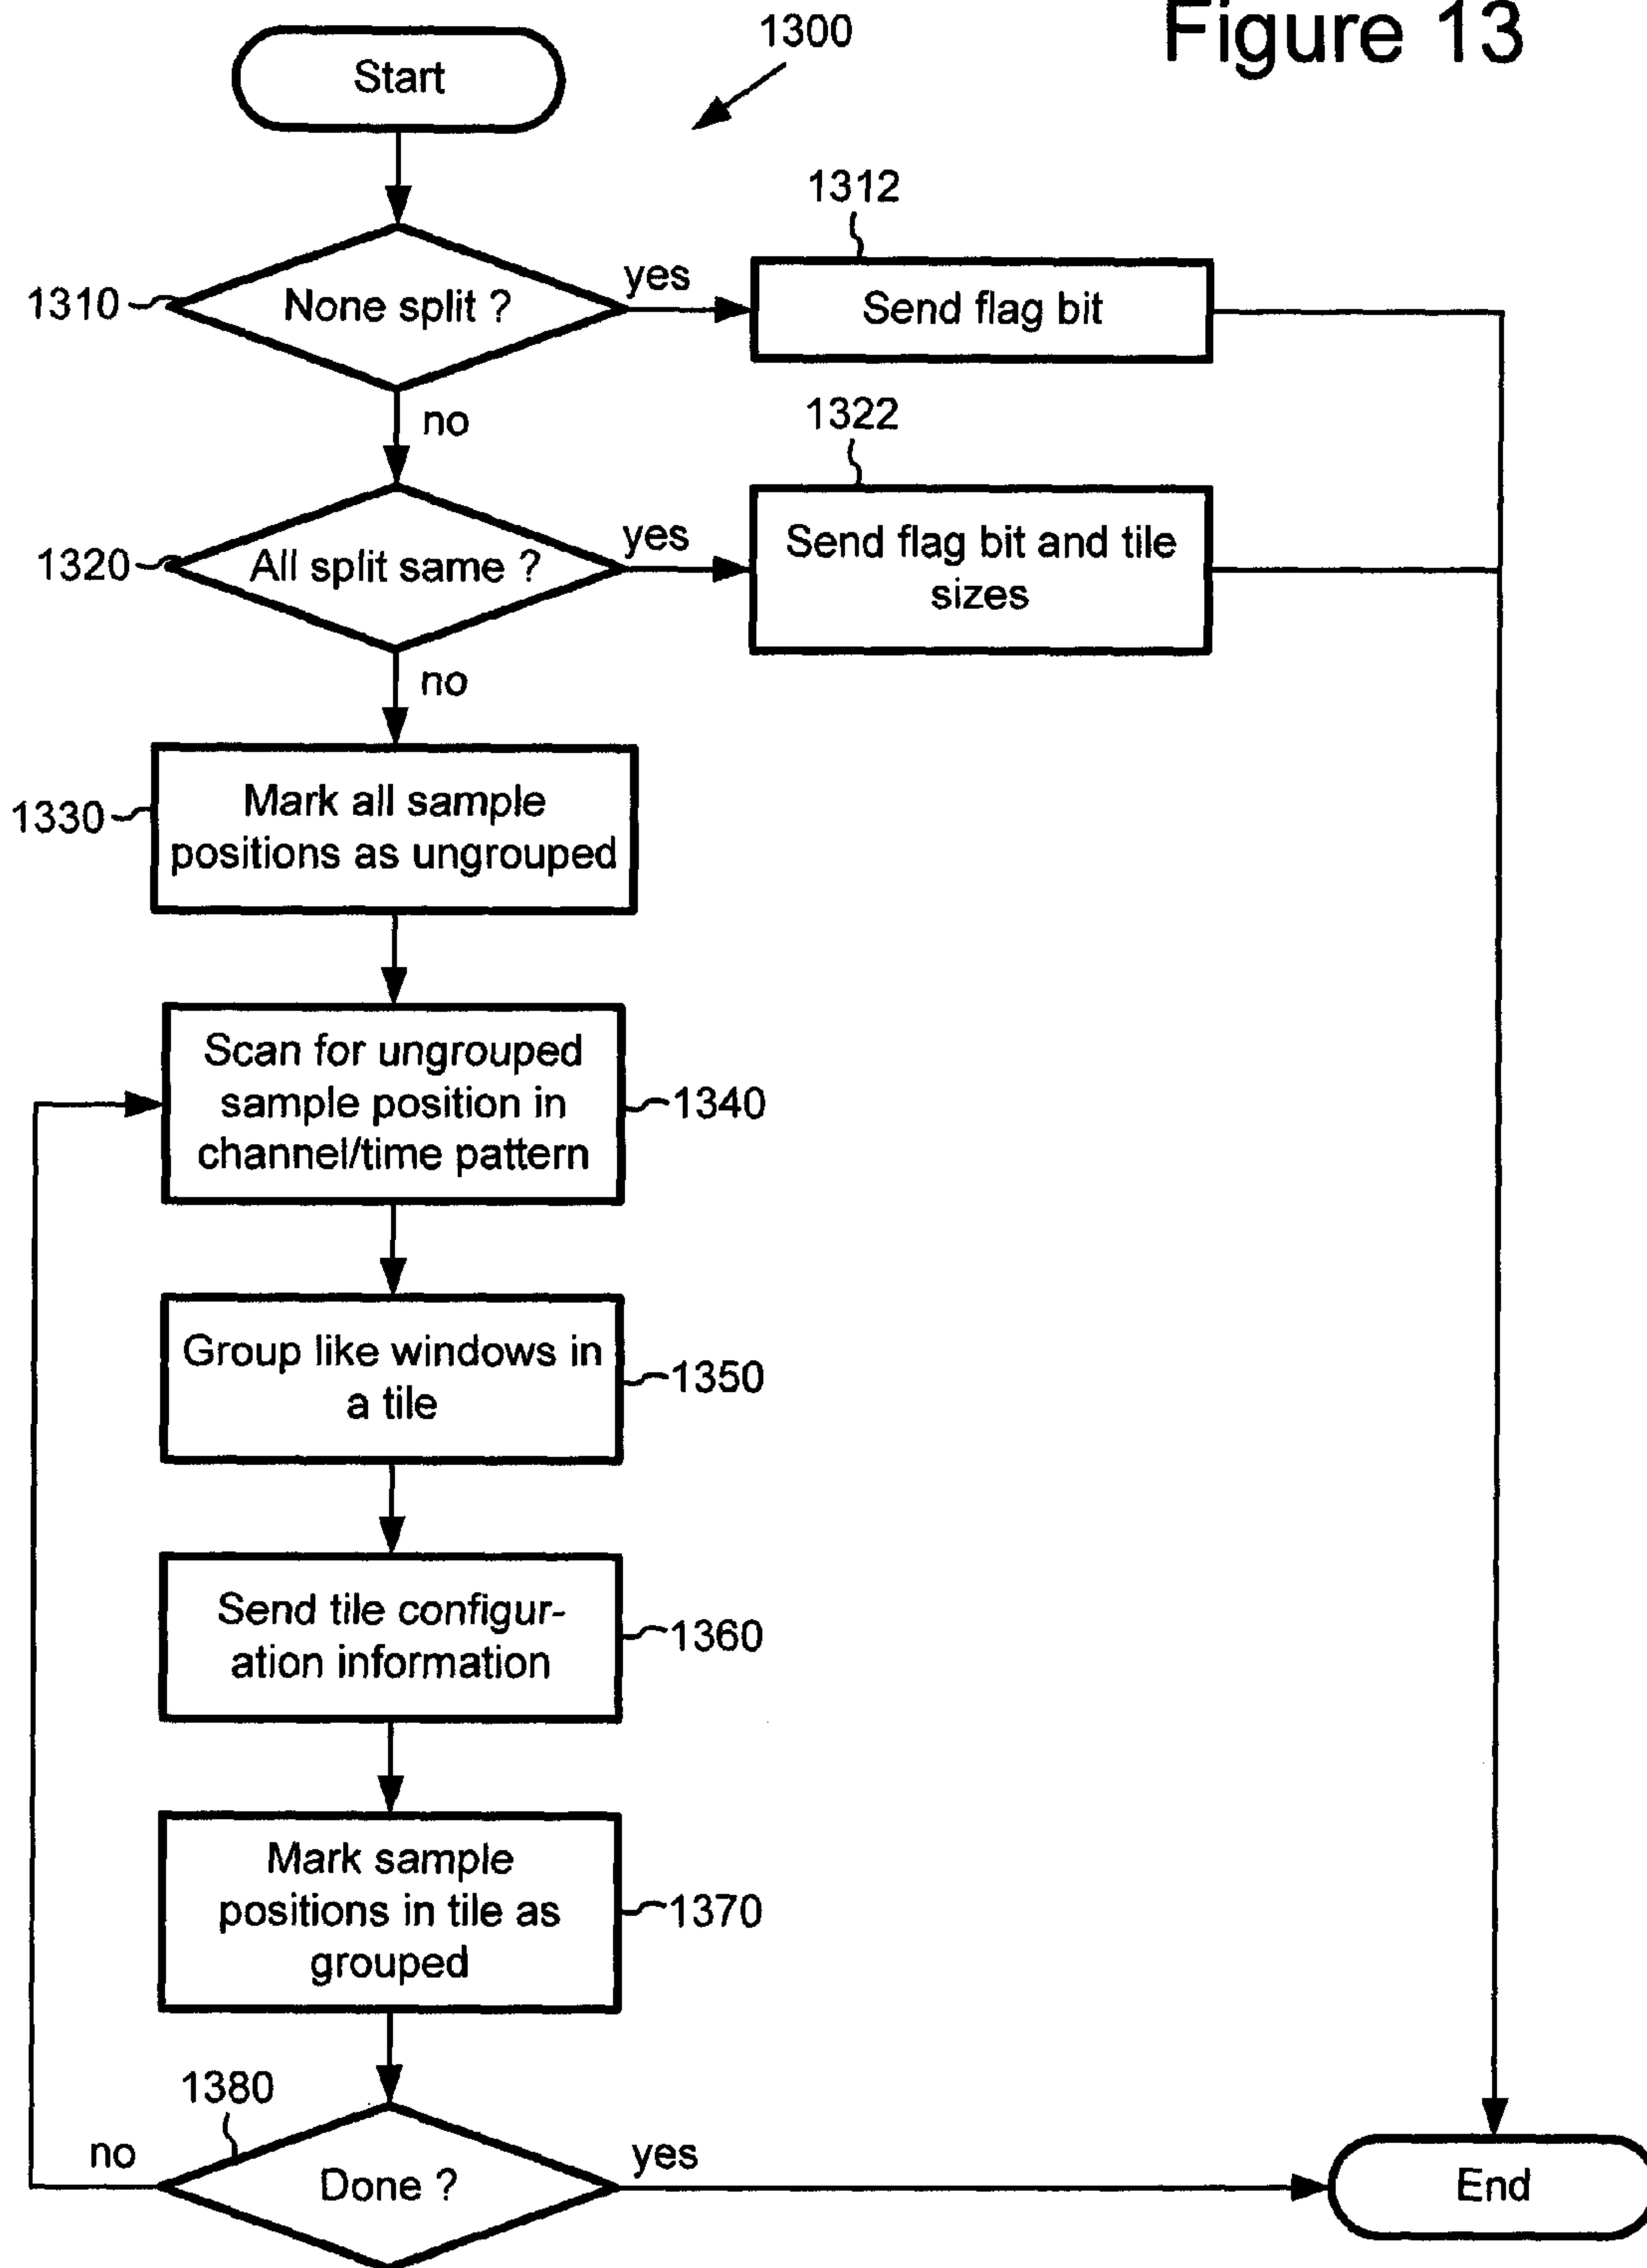 Figure 13
1300
Start
1312
1310
None split ?
yes
Send flag bit
no
1322
1320
All split same ?
yes
Send flag bit and tile
sizes
no
1330
Mark all sample
positions as ungrouped
Scan for ungrouped
sample position in
channel/time pattern
1340
Group like windows in
a tile
1350
Send tile configur-
ation information
1360
Mark sample
positions in tile as
grouped
1370
1380
no
Done ?
yes
End